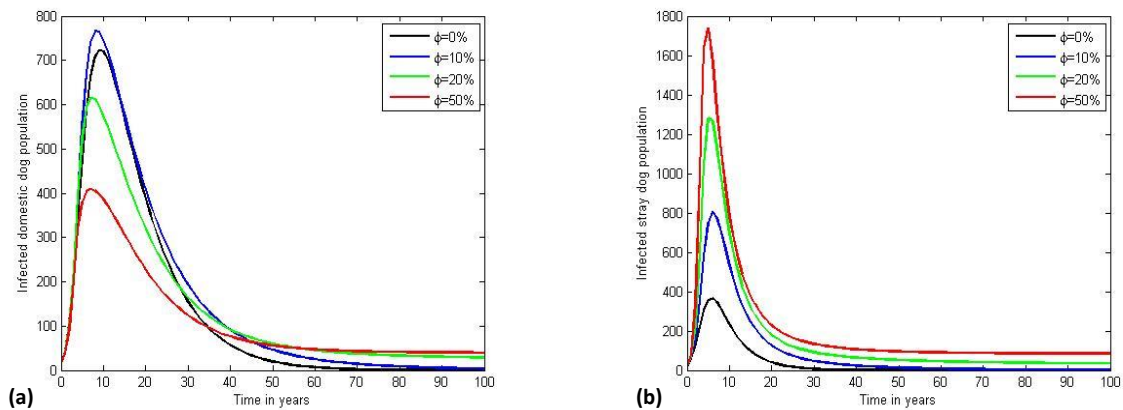 800
700
600
500
400
300
200
100
0
Infected domestic dog population
0 10 20 30 40 50 60 70 80 90 100
Time in years
ϕ=0%
ϕ=10%
ϕ=20%
ϕ=50%
(a)
1800
1600
1400
1200
1000
800
600
400
200
0
Infected stray dog population
0 10 20 30 40 50 60 70 80 90 100
Time in years
ϕ=0%
ϕ=10%
ϕ=20%
ϕ=50%
(b)